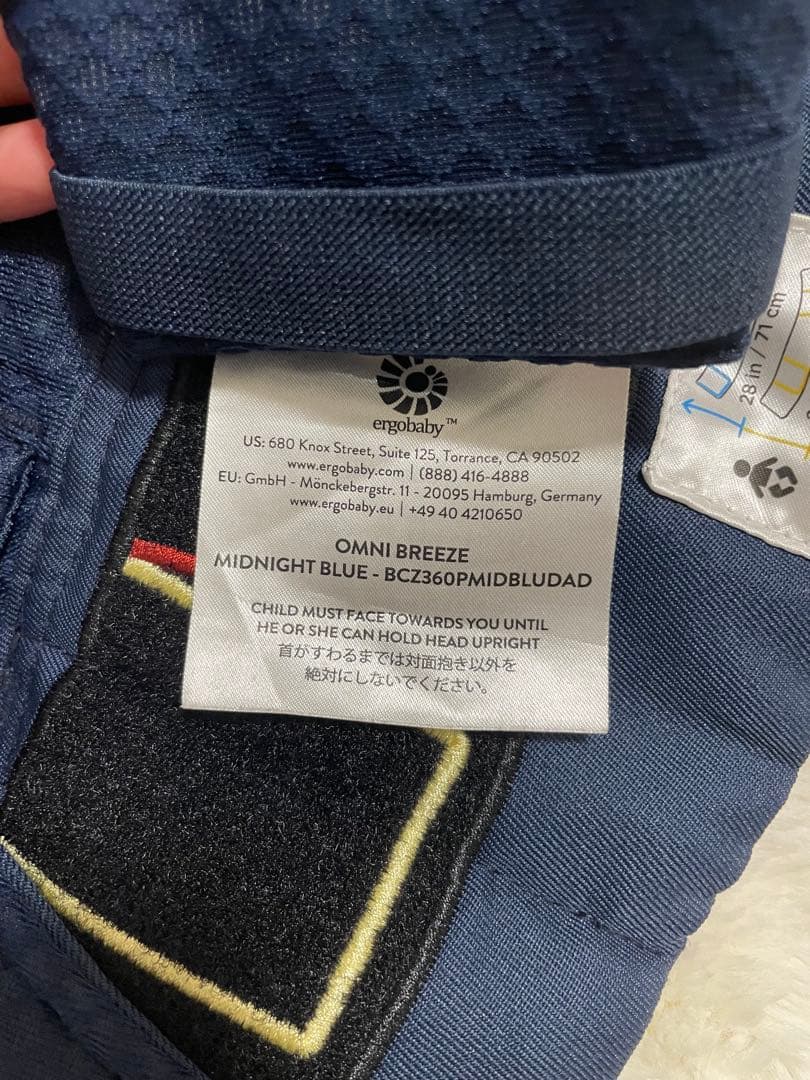 ergobaby™
US: 680 Knox Street, Suite 125, Torrance, CA 90502
www.ergobaby.com | (888) 416-4888
EU: GmbH - Mönckebergstr. 11 - 20095 Hamburg, Germany
www.ergobaby.eu | +49 40 4210650
OMNI BREEZE
MIDNIGHT BLUE - BCZ360PMIDBLUDAD
CHILD MUST FACE TOWARDS YOU UNTIL
HE OR SHE CAN HOLD HEAD UPRIGHT
首がすわるまでは対面抱き以外を
絶対にしないでください。
28 in / 71 cm